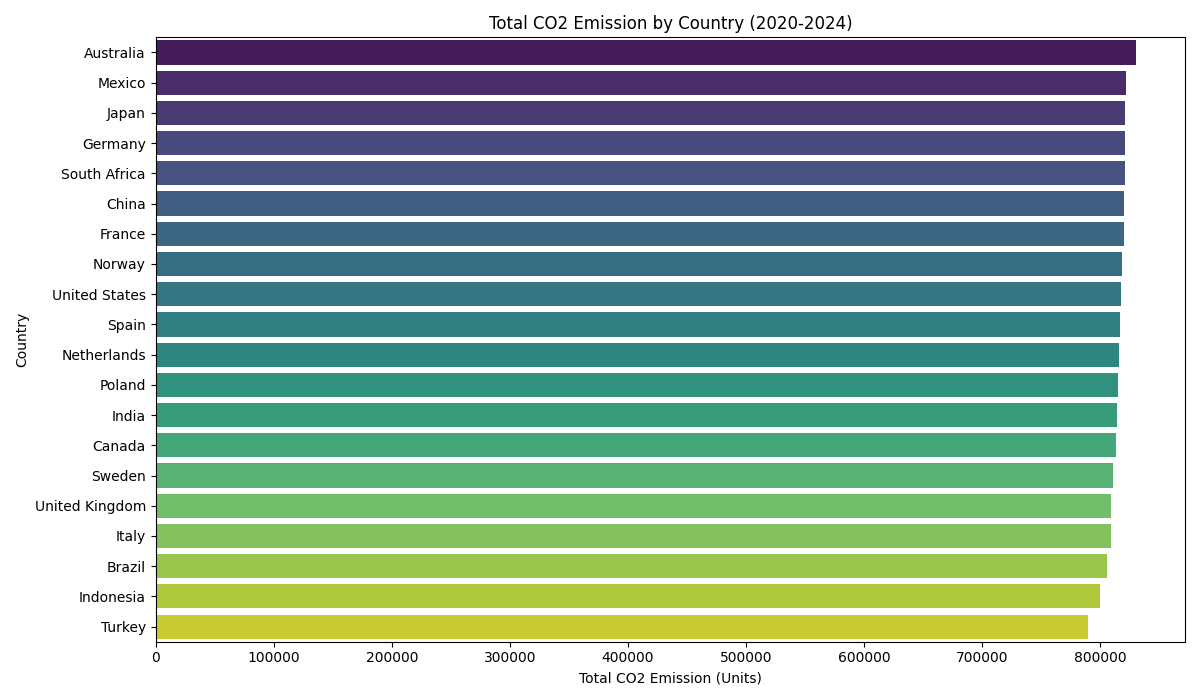 Total CO2 Emission by Country (2020-2024)
Country
Australia
Mexico
Japan
Germany
South Africa
China
France
Norway
United States
Spain
Netherlands
Poland
India
Canada
Sweden
United Kingdom
Italy
Brazil
Indonesia
Turkey
0 100000 200000 300000 400000 500000 600000 700000 800000
Total CO2 Emission (Units)